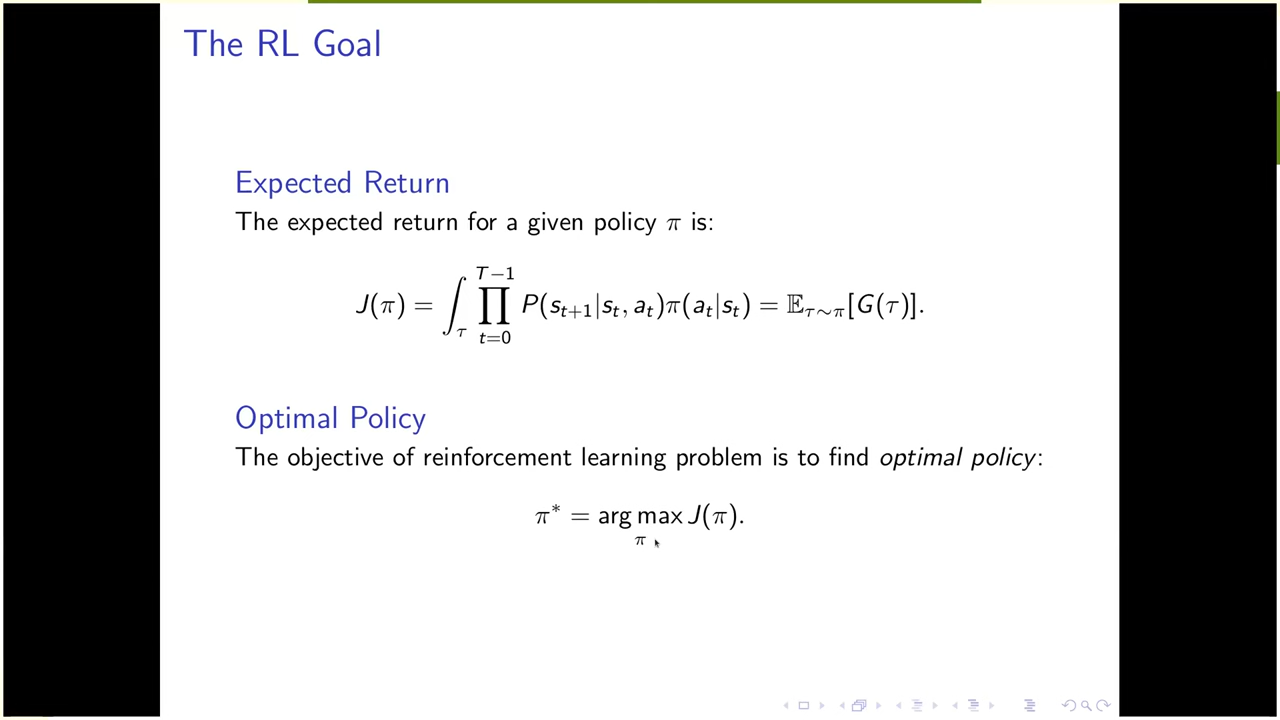 The RL Goal
Expected Return
The expected return for a given policy π is:
J(π) = ∫_τ ∏_{t=0}^{T−1} P(s_{t+1}|s_t, a_t)π(a_t|s_t) = 𝔼_{τ∼π}[G(τ)].
Optimal Policy
The objective of reinforcement learning problem is to find optimal policy:
π* = arg max_π J(π).